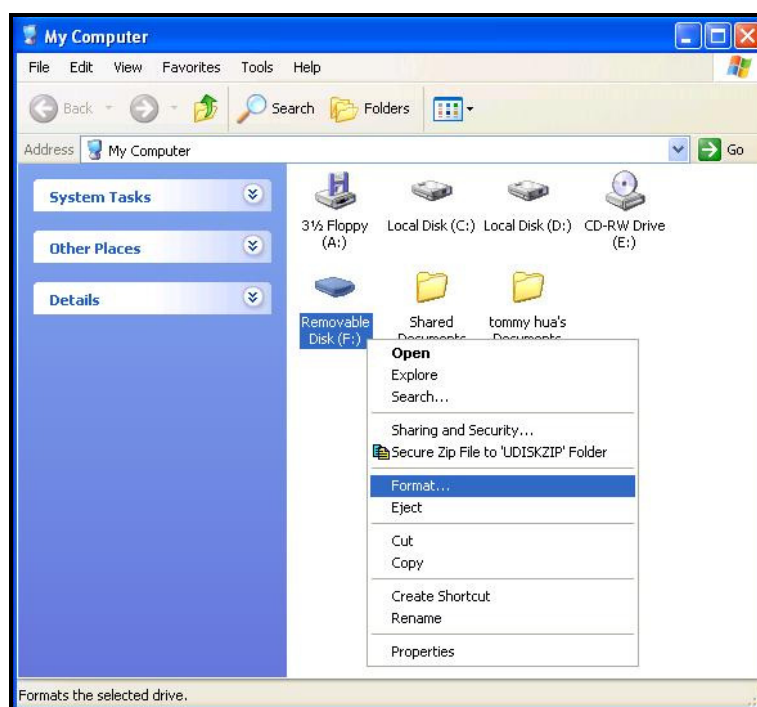 My Computer
File Edit View Favorites Tools Help
Back Search Folders
Address My Computer Go
System Tasks
Other Places
Details
3½ Floppy (A:)
Local Disk (C:)
Local Disk (D:)
CD-RW Drive (E:)
Removable Disk (F:)
Shared Documents
tommy hua's Documents
Open
Explore
Search...
Sharing and Security...
Secure Zip File to 'UDISKZIP' Folder
Format...
Eject
Cut
Copy
Create Shortcut
Rename
Properties
Formats the selected drive.